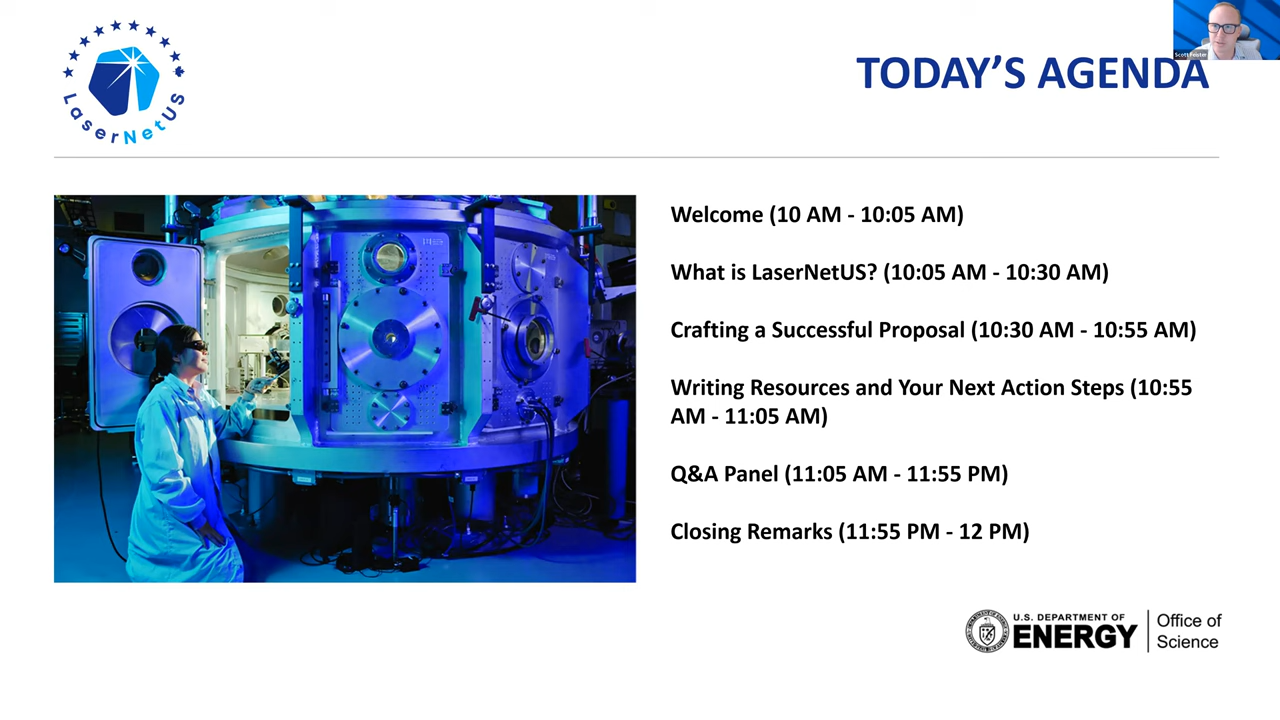 LaserNetUS
TODAY'S AGENDA
Scott Feister
Welcome (10 AM - 10:05 AM)
What is LaserNetUS? (10:05 AM - 10:30 AM)
Crafting a Successful Proposal (10:30 AM - 10:55 AM)
Writing Resources and Your Next Action Steps (10:55
AM - 11:05 AM)
Q&A Panel (11:05 AM - 11:55 PM)
Closing Remarks (11:55 PM - 12 PM)
U.S. DEPARTMENT OF
ENERGY
Office of
Science